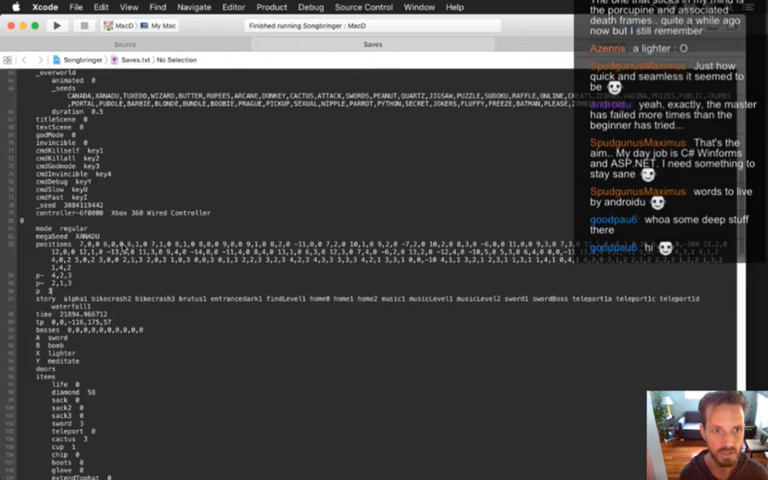 Xcode File Edit View Find Navigate Editor Product Debug Source Control Window Help
MacD My Mac
Finished running Songbringer : MacD
Source
Saves
Songbringer Saves.txt No Selection
_overworld
animated 0
_seeds
CANADA,XANADU,TUXEDO,WIZARD,BUTTER,RUPEES,ARCANE,DONKEY,CACTUS,ATTACK,SWORDS,PEANUT,QUARTZ,JIGSAW,PUZZLE,SUDOKU,RAFFLE,ONLINE
,PORTAL,PUDDLE,BARBIE,BLONDE,BUNDLE,BOOBIE,PRAGUE,PICKUP,SEXUAL,NIPPLE,PARROT,PYTHON,SECRET,JOKERS,FLUFFY,FREEZE,BATMAN,PLEASE
duration 0.5
titleScene 0
textScene 0
godMode 0
invincible 0
cmdKillself key1
cmdKillall key2
cmdGodmode key3
cmdInvincible key4
cmdDebug keyY
cmdSlow keyU
cmdFast keyI
_seed 3084119442
controller-6f0000 Xbox 360 Wired Controller
0
mode regular
megaSeed XANADU
positions
1,4,2
p- 4,2,3
p- 2,1,3
p 3
story alpha1 bikecrash2 bikecrash3 brutus1 entrancedark1 findLevel1 home0 home1 home2 music1 musicLevel1 musicLevel2 sword1 swordBoss teleport1a teleport1c teleport1d
waterfall1
time 21894.966712
tp 0,0,-116,175,57
bosses 0,0,0,0,0,0,0,0,0,0
A sword
B bomb
X lighter
Y meditate
doors
items
life 0
diamond 58
sack 0
sack2 0
sack3 0
sword 3
teleport 0
cactus 3
cup 1
chip 0
boots 0
glove 0
extendTophat 0
The one that sticks in my mind is
the porcupine and associated
death frames.. quite a while ago
now but I still remember
Azenris a lighter : O
SpudgunusMaximus Just how
quick and seamless it seemed to
be
androidu yeah, exactly, the master
has failed more times than the
beginner has tried...
SpudgunusMaximus That's the
aim.. My day job is C# Winforms
and ASP.NET. I need something to
stay sane
SpudgunusMaximus words to live
by androidu
goodpau6 whoa some deep stuff
there
goodpau6 hi